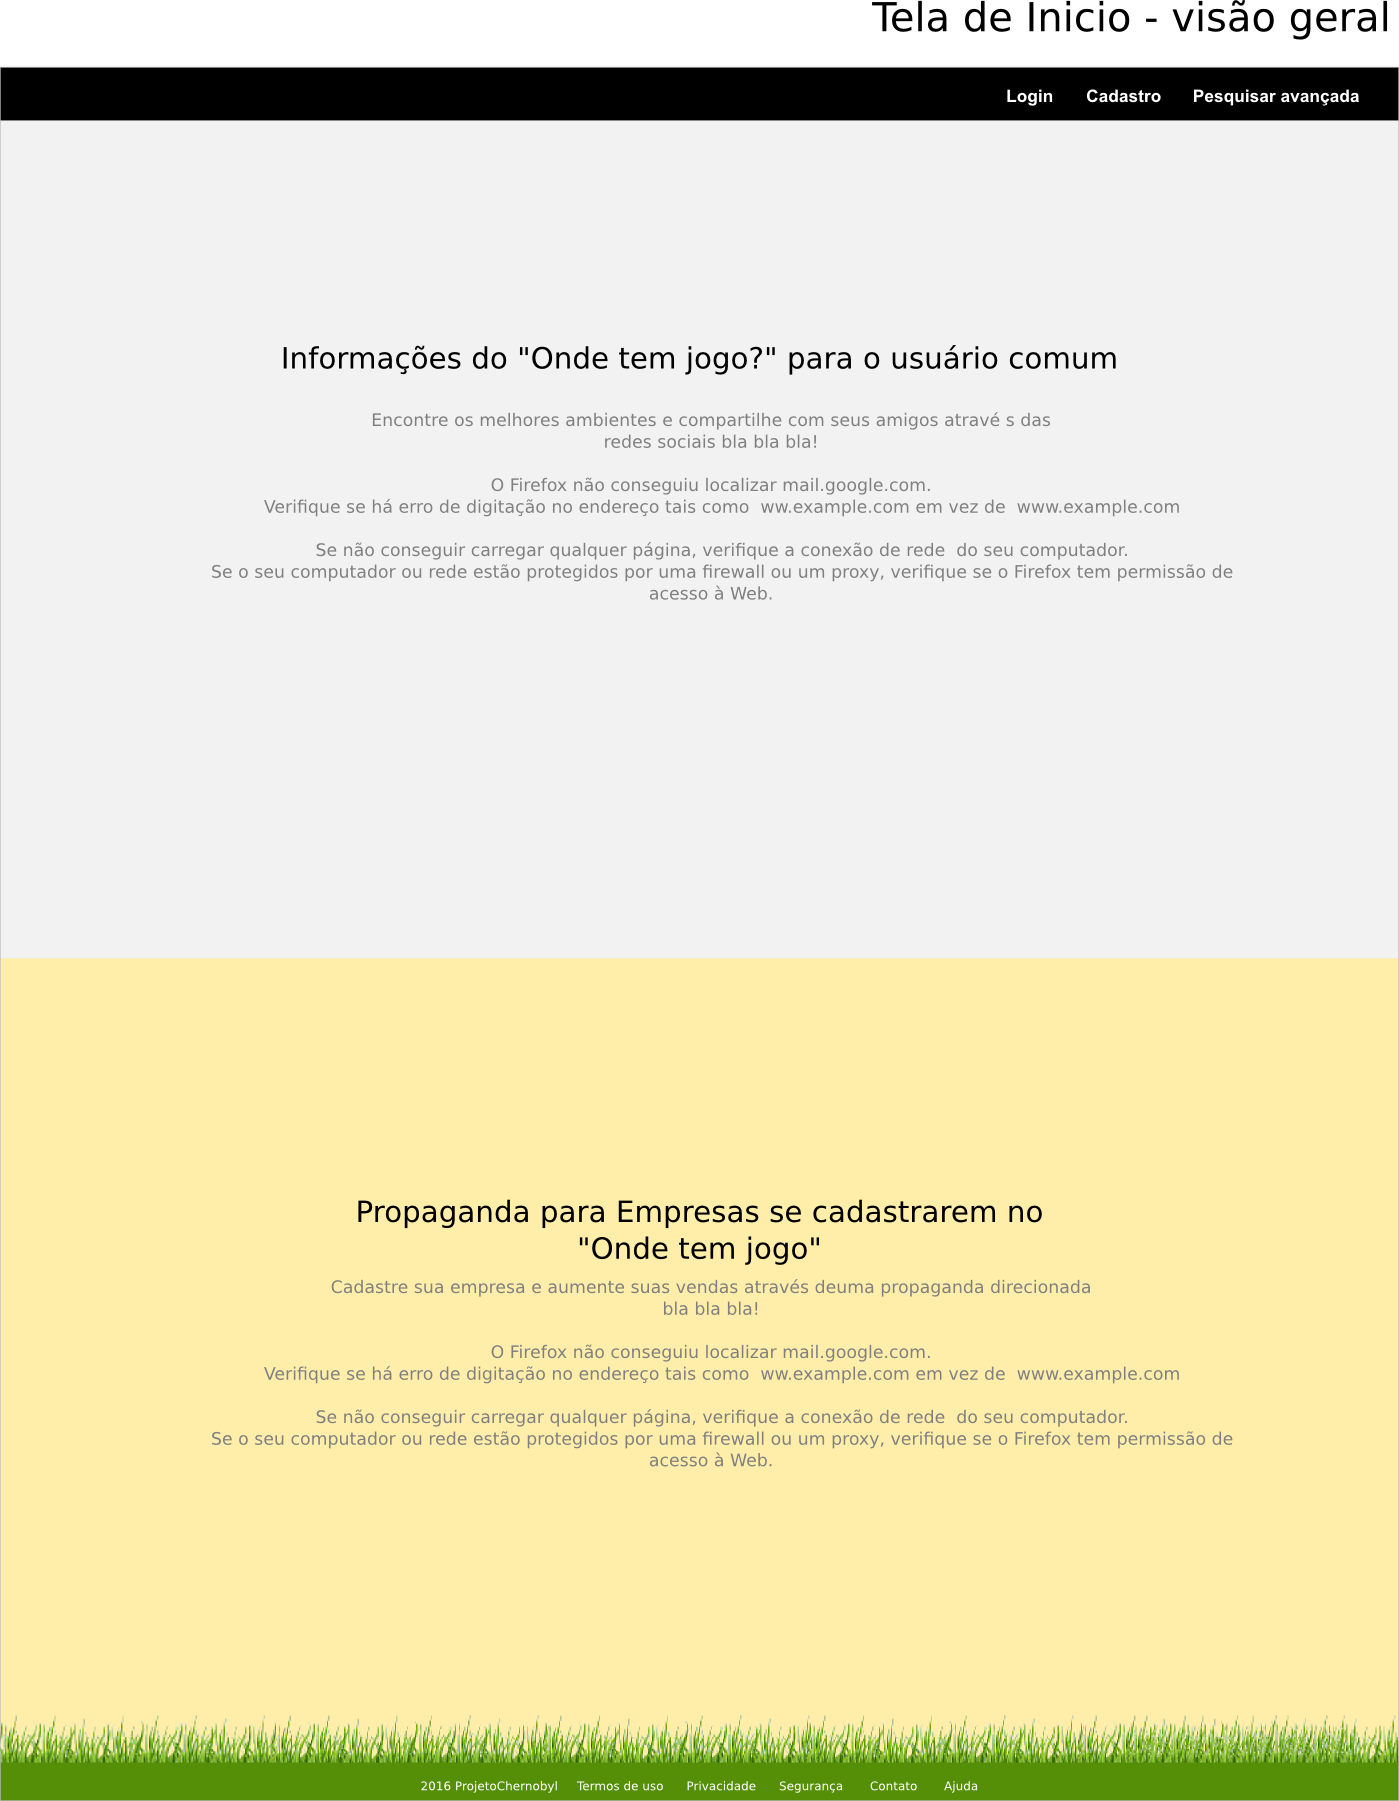 Tela de Inicio - visão geral
Login Cadastro Pesquisar avançada
Informações do "Onde tem jogo?" para o usuário comum
Encontre os melhores ambientes e compartilhe com seus amigos atravé s das
redes sociais bla bla bla!
O Firefox não conseguiu localizar mail.google.com.
Verifique se há erro de digitação no endereço tais como ww.example.com em vez de www.example.com
Se não conseguir carregar qualquer página, verifique a conexão de rede do seu computador.
Se o seu computador ou rede estão protegidos por uma firewall ou um proxy, verifique se o Firefox tem permissão de
acesso à Web.
Propaganda para Empresas se cadastrarem no
"Onde tem jogo"
Cadastre sua empresa e aumente suas vendas através deuma propaganda direcionada
bla bla bla!
O Firefox não conseguiu localizar mail.google.com.
Verifique se há erro de digitação no endereço tais como ww.example.com em vez de www.example.com
Se não conseguir carregar qualquer página, verifique a conexão de rede do seu computador.
Se o seu computador ou rede estão protegidos por uma firewall ou um proxy, verifique se o Firefox tem permissão de
acesso à Web.
2016 ProjetoChernobyl Termos de uso Privacidade Segurança Contato Ajuda